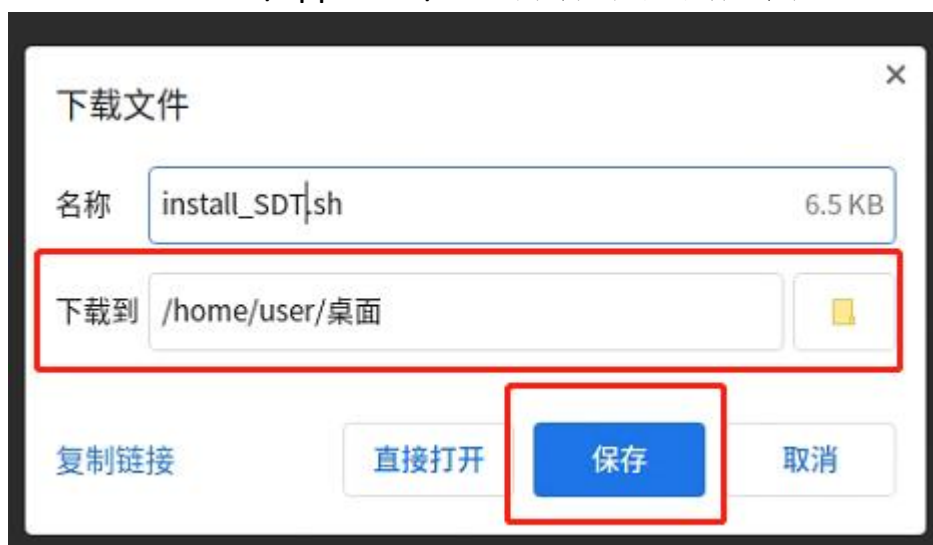 下载文件
名称 install_SDT.sh 6.5 KB
下载到 /home/user/桌面
复制链接 直接打开 保存 取消